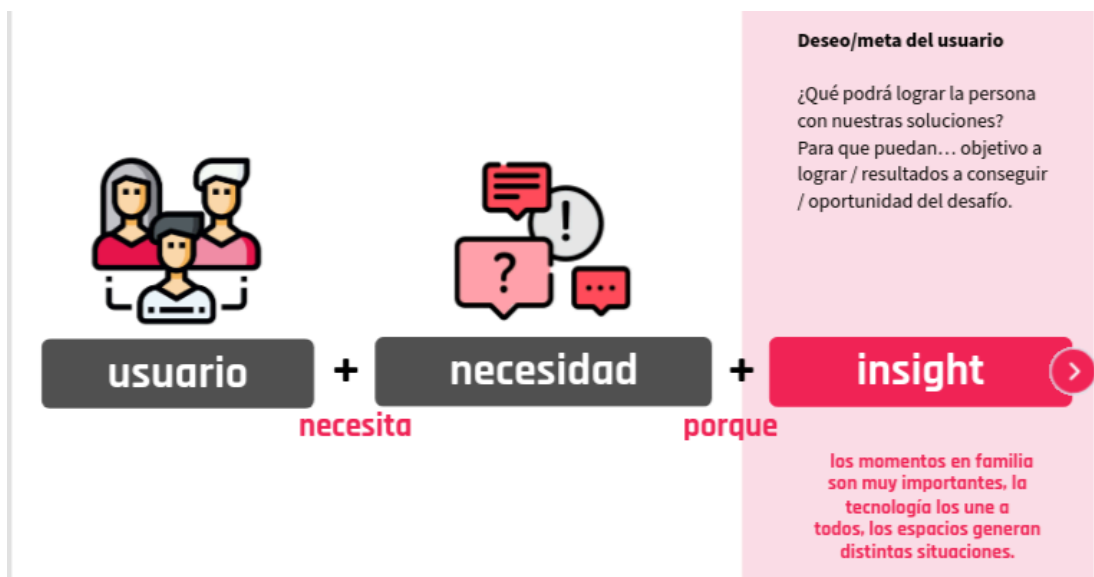 Deseo/meta del usuario
¿Qué podrá lograr la persona
con nuestras soluciones?
Para que puedan... objetivo a
lograr / resultados a conseguir
/ oportunidad del desafío.
!
?
...
usuario + necesidad + insight
necesita porque
los momentos en familia
son muy importantes, la
tecnología los une a
todos, los espacios generan
distintas situaciones.